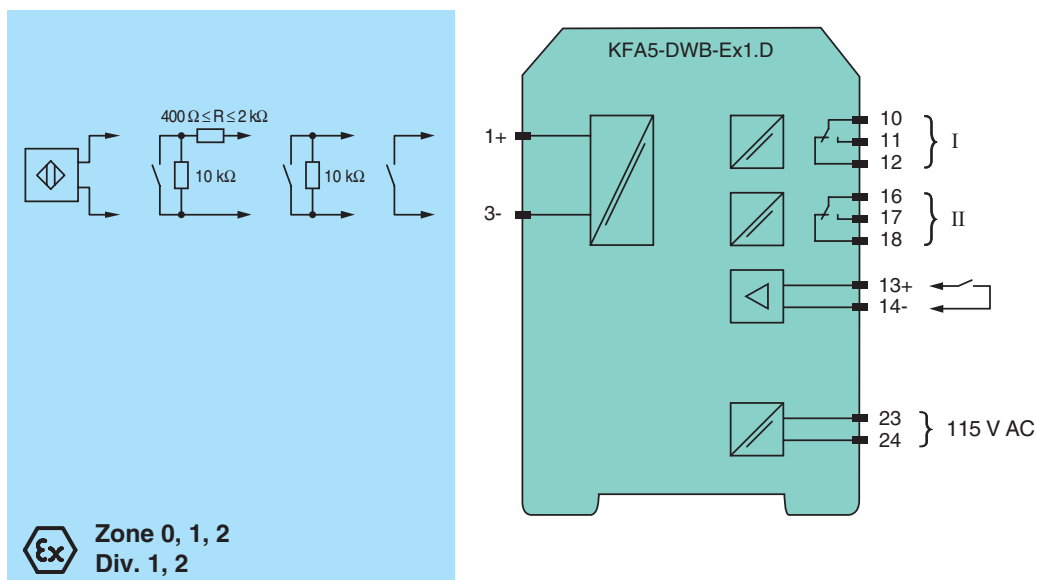 400 Ω ≤ R ≤ 2 kΩ
10 kΩ
10 kΩ
Zone 0, 1, 2
Div. 1, 2
KFA5-DWB-Ex1.D
1+
3-
10
11
12
I
16
17
18
II
13+
14-
23
24
115 V AC
εx